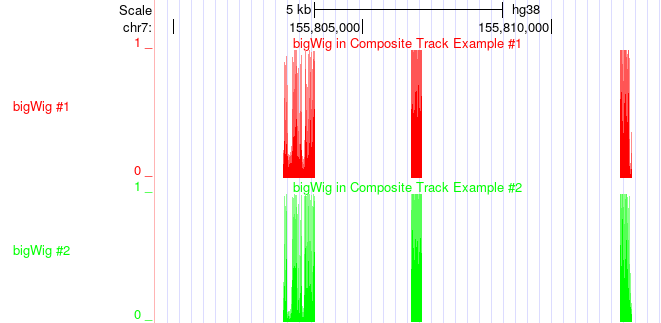 Scale 5 kb hg38
chr7: 155,805,000 155,810,000
bigWig in Composite Track Example #1
1 _
bigWig #1
0 _
bigWig in Composite Track Example #2
1 _
bigWig #2
0 _